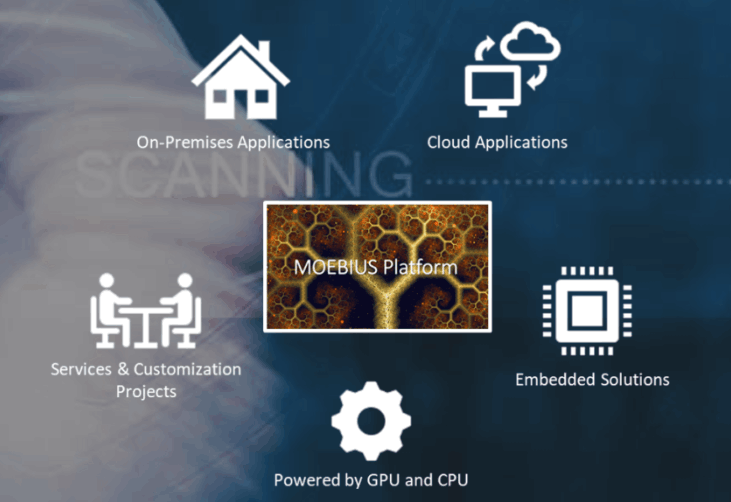 On-Premises Applications
Cloud Applications
SCANNING
MOEBIUS Platform
Services & Customization
Projects
Embedded Solutions
Powered by GPU and CPU